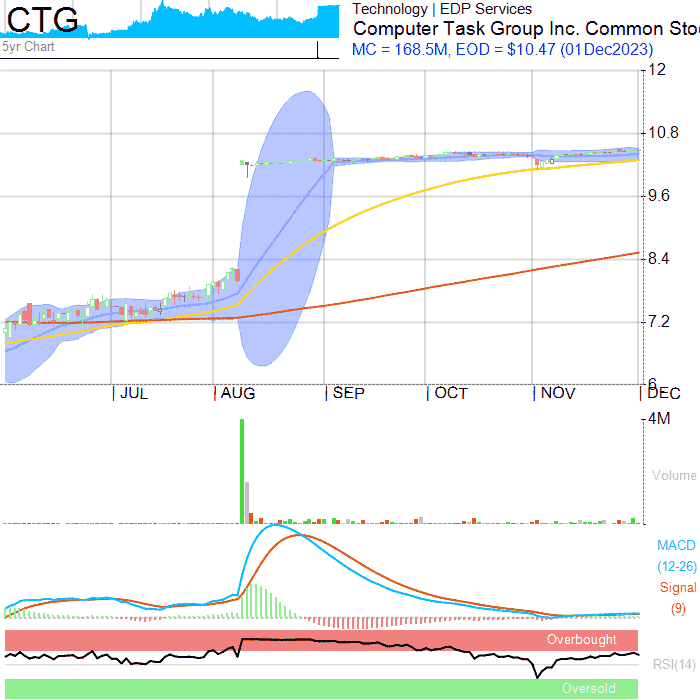 CTG
5yr Chart
Technology | EDP Services
Computer Task Group Inc. Common Sto
MC = 168.5M, EOD = $10.47 (01Dec2023)
12
10.8
9.6
8.4
7.2
6
JUL
AUG
SEP
OCT
NOV
DEC
4M
Volume
MACD
(12-26)
Signal
(9)
Overbought
RSI(14)
Oversold